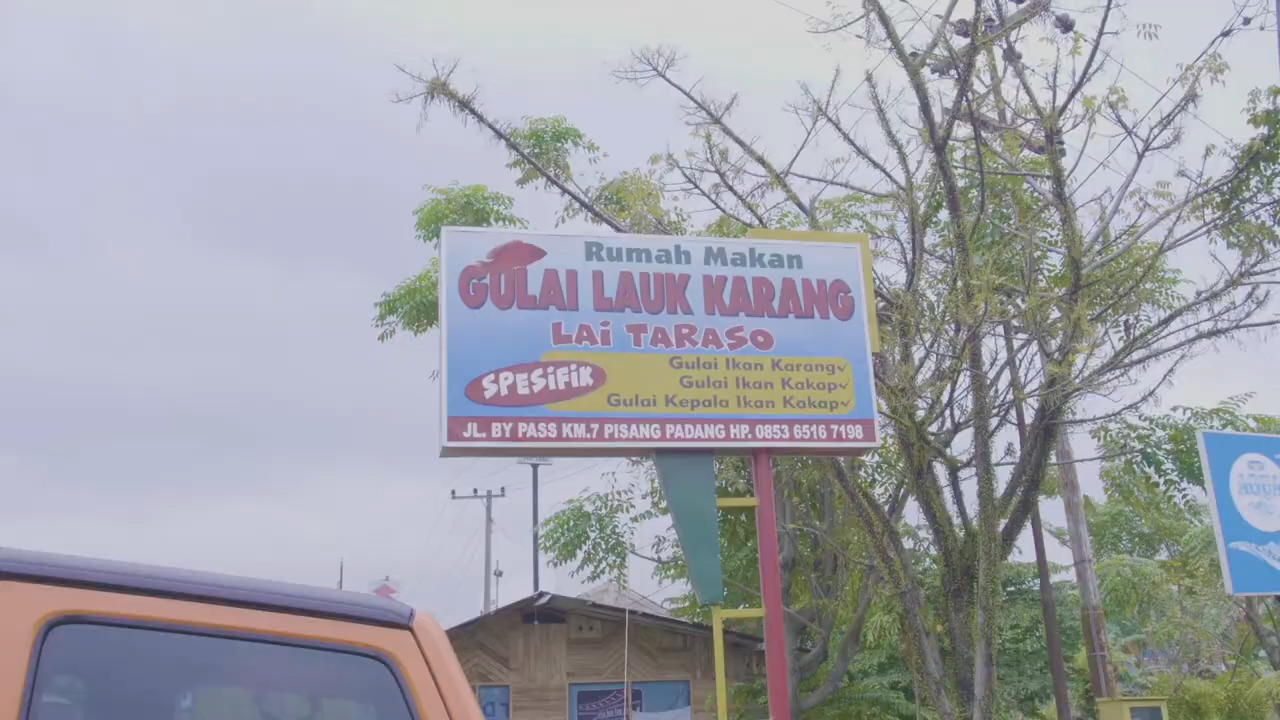 Rumah Makan
GULAI LAUK KARANG
LAi TARASO
SPESiFiK
Gulai Ikan Karang✓
Gulai Ikan Kakap✓
Gulai Kepala Ikan Kakap✓
JL. BY PASS KM.7 PISANG PADANG HP. 0853 6516 7198